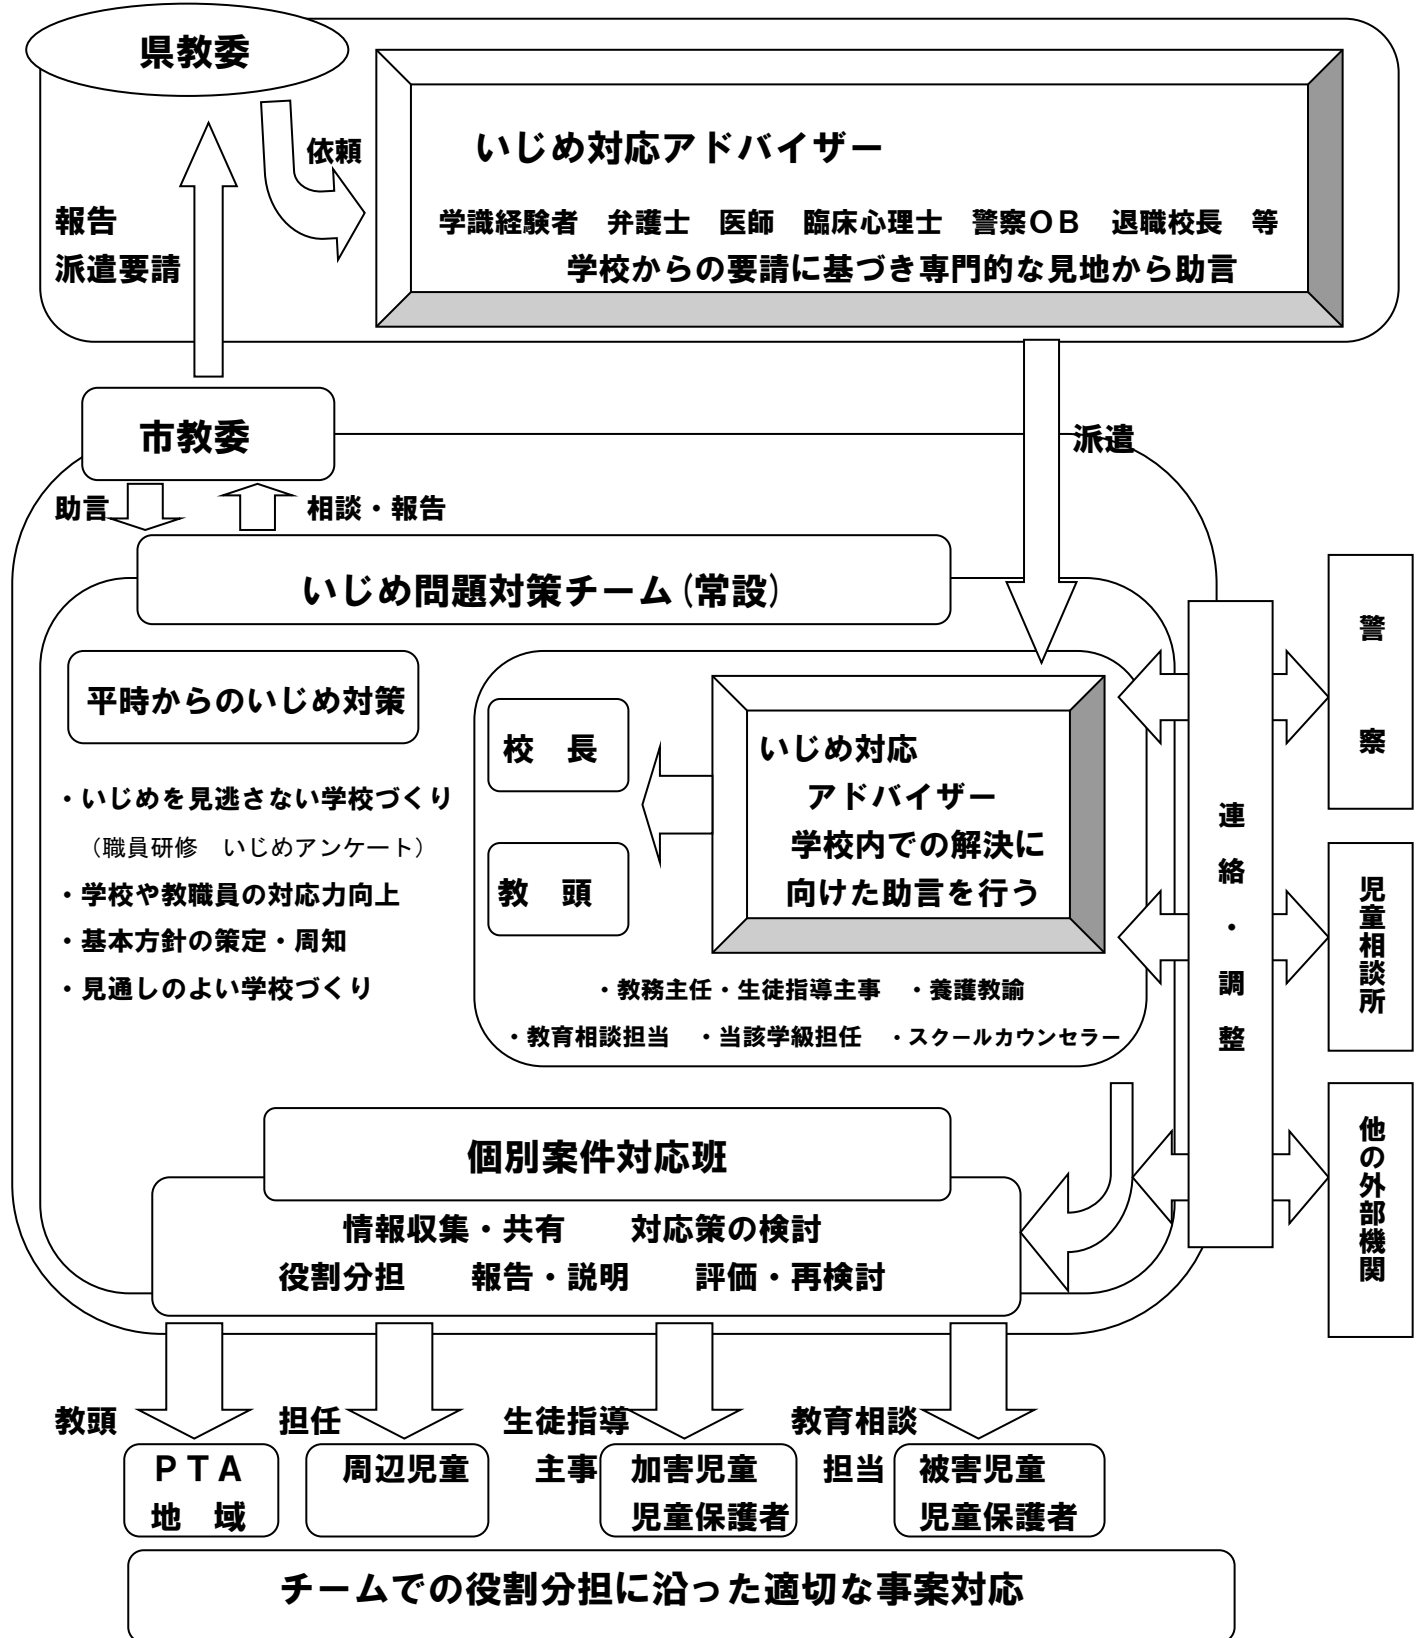 県教委
いじめ対応アドバイザー
依頼
学識経験者　弁護士　医師　臨床心理士　警察ＯＢ　退職校長　等
学校からの要請に基づき専門的な見地から助言
報告
派遣要請
市教委
派遣
助言
相談・報告
いじめ問題対策チーム（常設）
平時からのいじめ対策
・いじめを見逃さない学校づくり
（職員研修　いじめアンケート）
・学校や教職員の対応力向上
・基本方針の策定・周知
・見通しのよい学校づくり
校　長
教　頭
いじめ対応
アドバイザー
学校内での解決に
向けた助言を行う
・教務主任・生徒指導主事　・養護教諭
・教育相談担当　・当該学級担任　・スクールカウンセラー
連絡・調整
警察
児童相談所
他の外部機関
個別案件対応班
情報収集・共有　　対応策の検討
役割分担　　報告・説明　　評価・再検討
教頭
ＰＴＡ
地　域
担任
周辺児童
生徒指導
主事
加害児童
児童保護者
教育相談
担当
被害児童
児童保護者
チームでの役割分担に沿った適切な事案対応